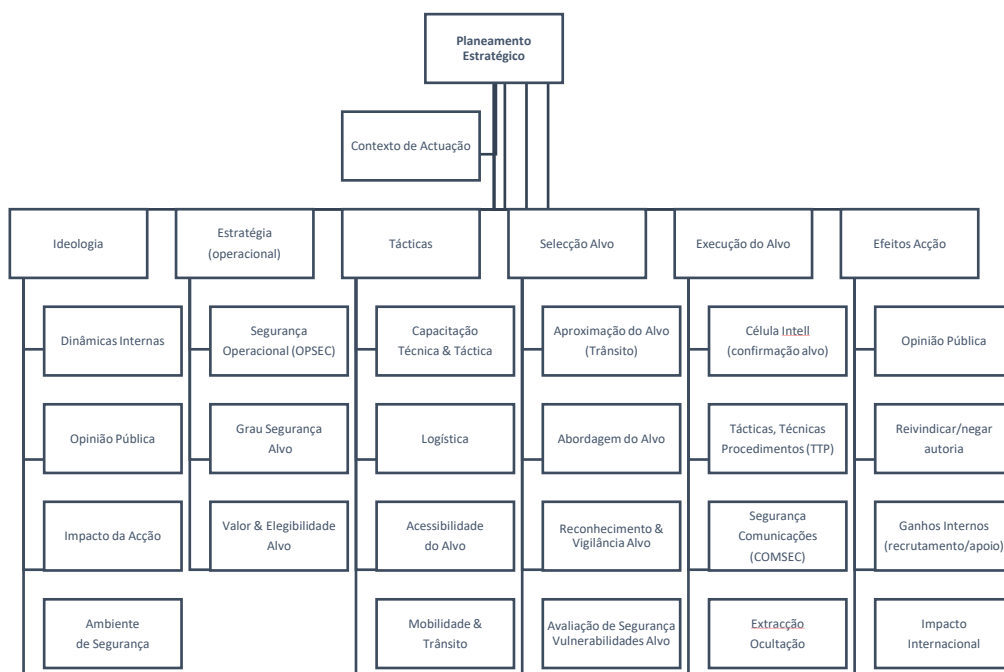 Planeamento
Estratégico
Contexto de Actuação
Ideologia
Estratégia
(operacional)
Tácticas
Selecção Alvo
Execução do Alvo
Efeitos Acção
Dinâmicas Internas
Segurança
Operacional (OPSEC)
Capacitação
Técnica & Táctica
Aproximação do Alvo
(Trânsito)
Célula Intell
(confirmação alvo)
Opinião Pública
Opinião Pública
Grau Segurança
Alvo
Logística
Abordagem do Alvo
Tácticas, Técnicas
Procedimentos (TTP)
Reivindicar/negar
autoria
Impacto da Acção
Valor & Elegibilidade
Alvo
Acessibilidade
do Alvo
Reconhecimento &
Vigilância Alvo
Segurança
Comunicações
(COMSEC)
Ganhos Internos
(recrutamento/apoio)
Ambiente
de Segurança
Mobilidade &
Trânsito
Avaliação de Segurança
Vulnerabilidades Alvo
Extracção
Ocultação
Impacto
Internacional